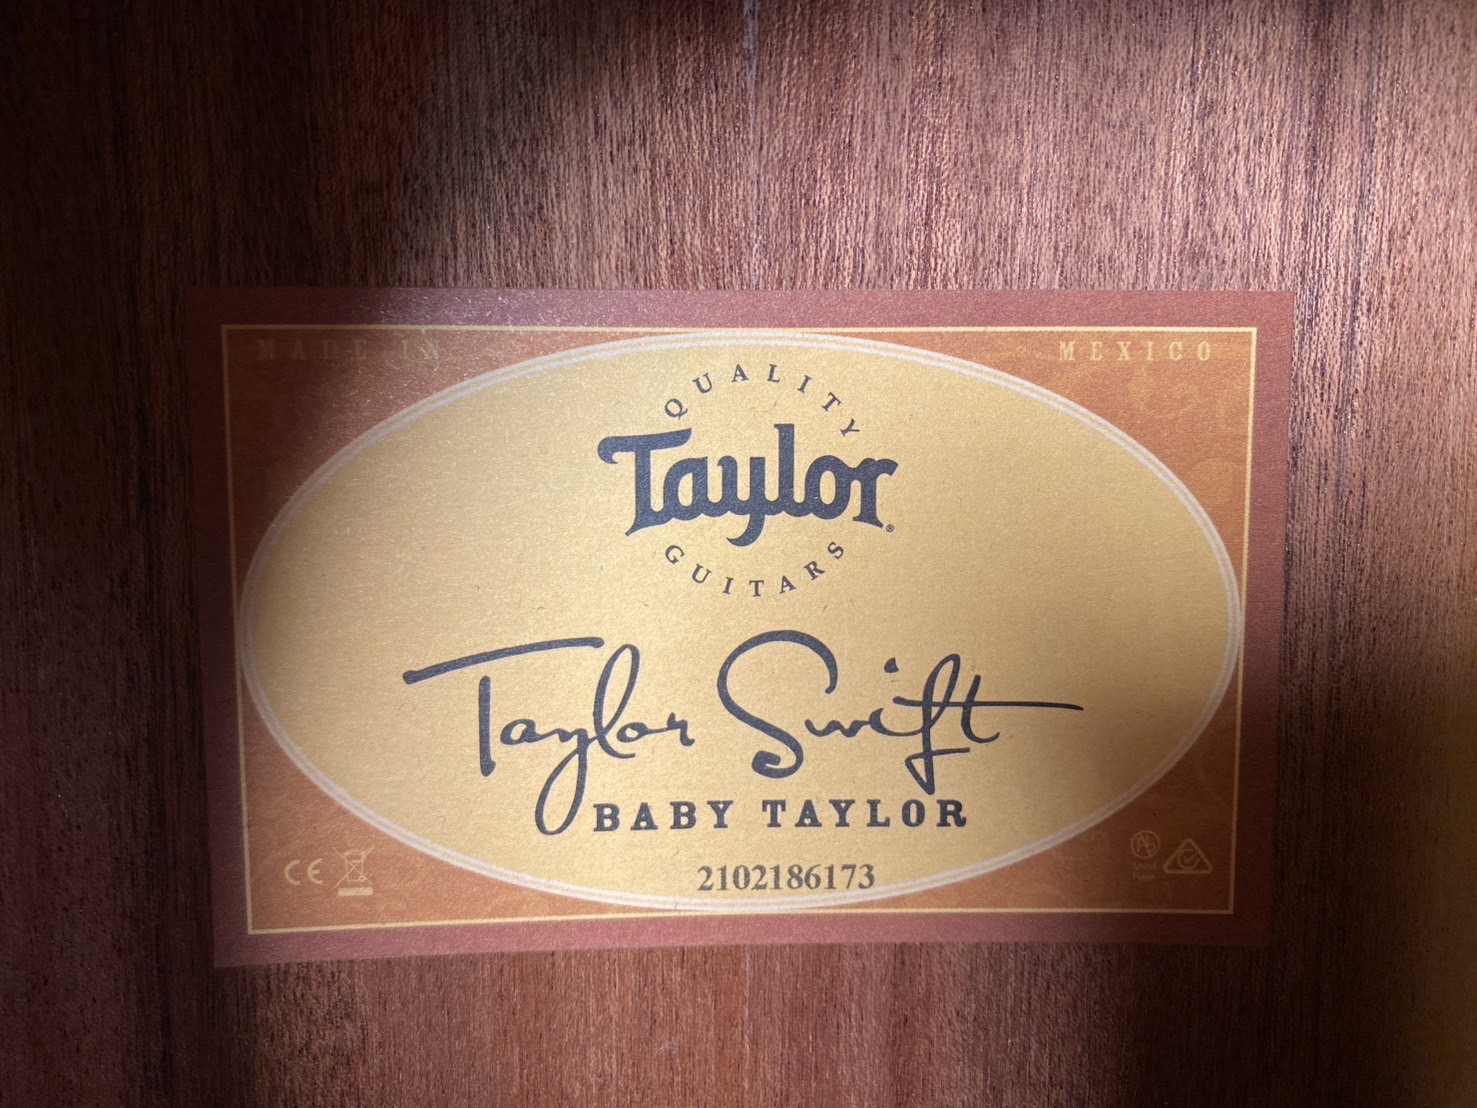 MADE IN MEXICO
QUALITY
Taylor®
GUITARS
Taylor Swift
BABY TAYLOR
2102186173
CE